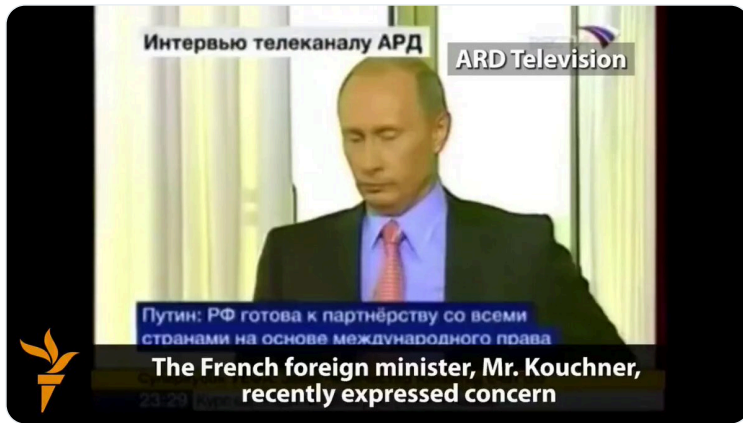 Интервью телеканалу АРД
ARD Television
Путин: РФ готова к партнёрству со всеми
странами на основе международного права
The French foreign minister, Mr. Kouchner,
recently expressed concern
23:29